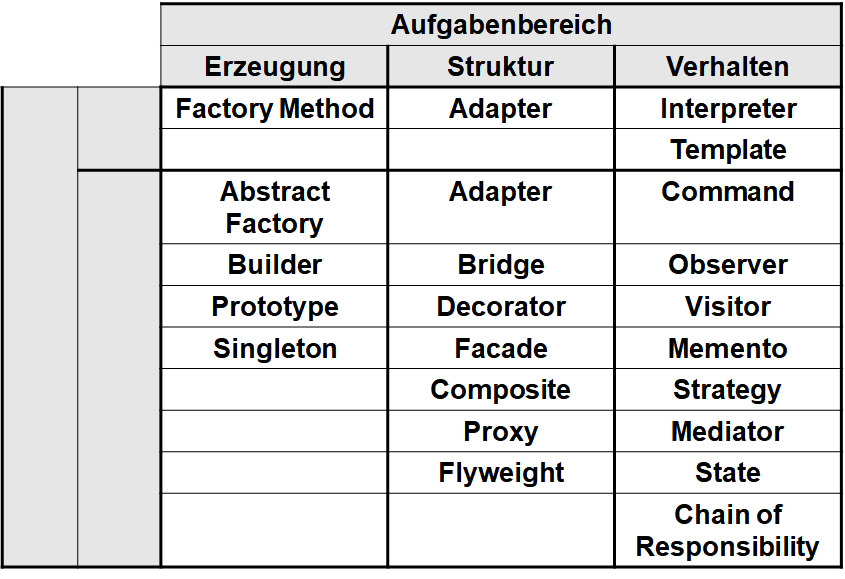 Aufgabenbereich
Erzeugung Struktur Verhalten
Factory Method Adapter Interpreter
Template
Abstract Adapter Command
Factory
Builder Bridge Observer
Prototype Decorator Visitor
Singleton Facade Memento
Composite Strategy
Proxy Mediator
Flyweight State
Chain of
Responsibility